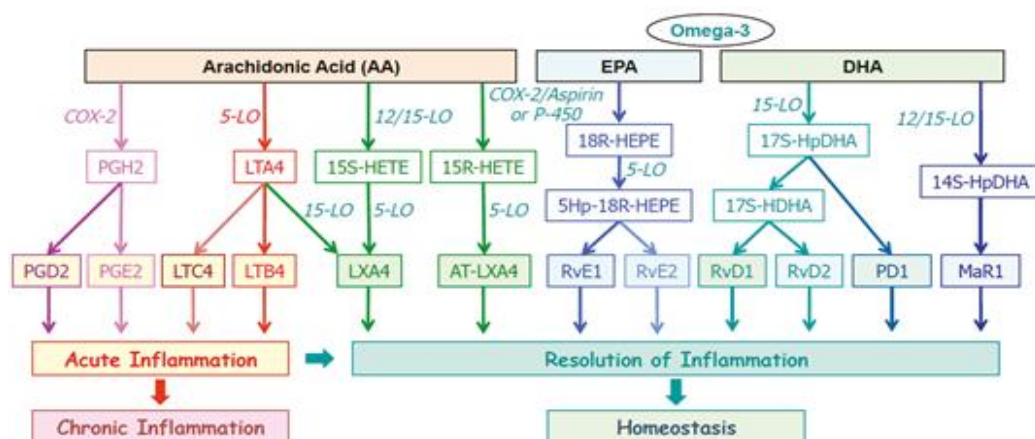 Omega-3
Arachidonic Acid (AA)
EPA
DHA
COX-2
5-LO
12/15-LO
COX-2/Aspirin
or P-450
15-LO
12/15-LO
18R-HEPE
17S-HpDHA
PGH2
LTA4
15S-HETE
15R-HETE
5-LO
14S-HpDHA
15-LO
5-LO
5-LO
5Hp-18R-HEPE
17S-HDHA
PGD2
PGE2
LTC4
LTB4
LXA4
AT-LXA4
RvE1
RvE2
RvD1
RvD2
PD1
MaR1
Acute Inflammation
Resolution of Inflammation
Chronic Inflammation
Homeostasis